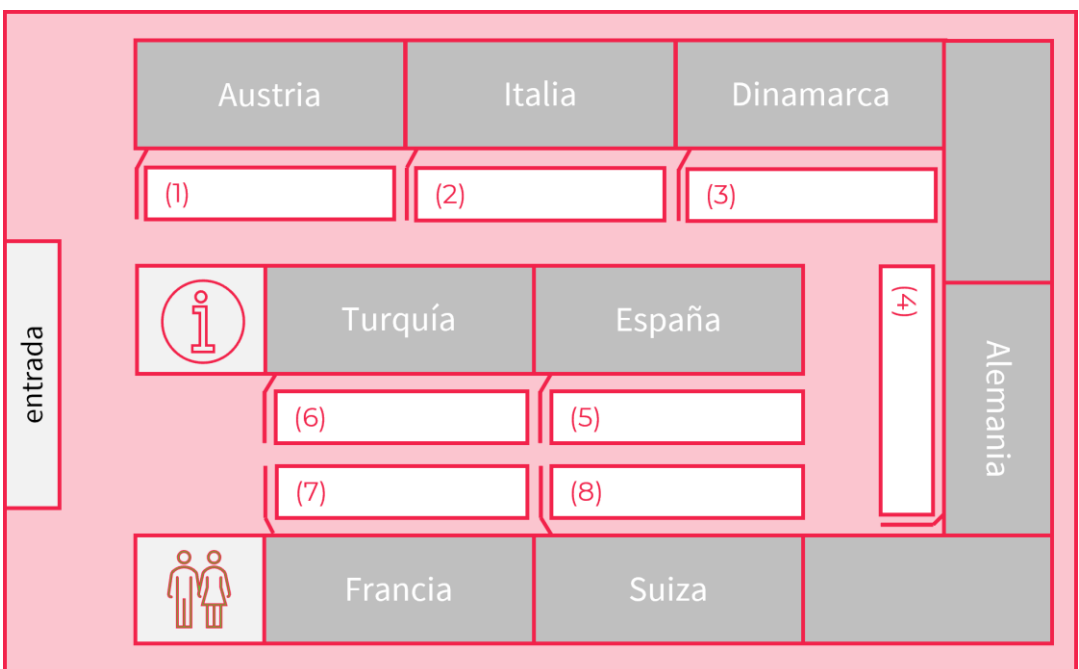 Austria
Italia
Dinamarca
(1)
(2)
(3)
entrada
Turquía
España
(4)
Alemania
(6)
(5)
(7)
(8)
Francia
Suiza